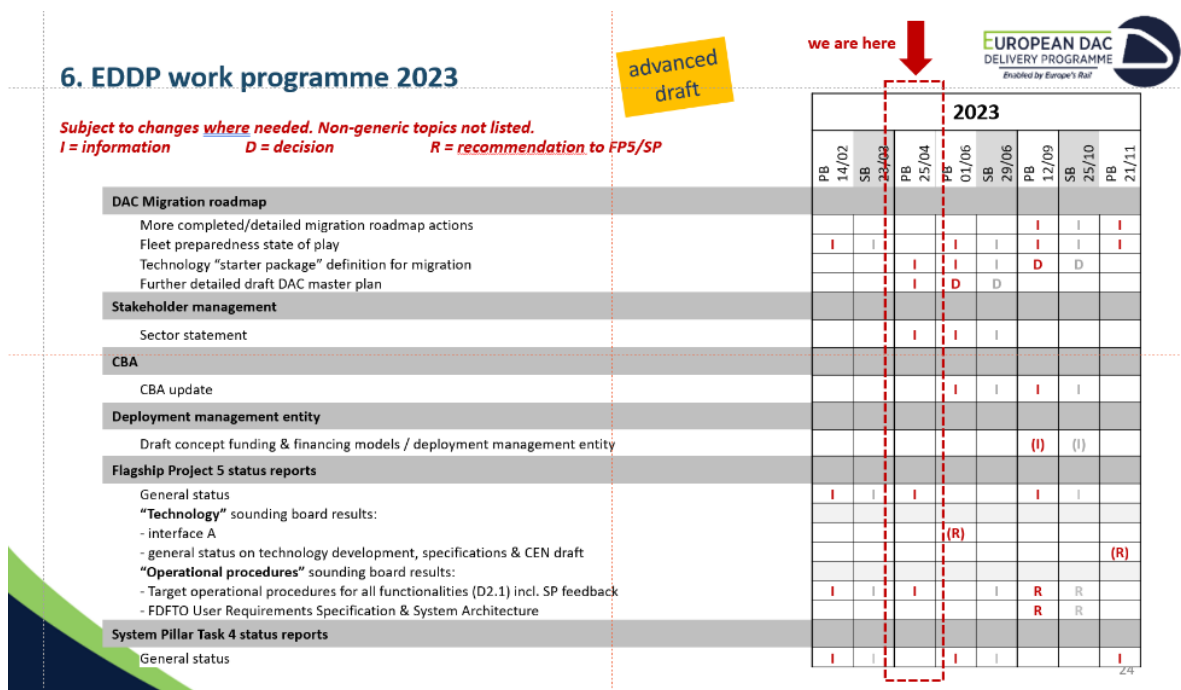 we are here
EUROPEAN DAC
DELIVERY PROGRAMME
Enabled by Europe's Rail
6. EDDP work programme 2023
advanced
draft
Subject to changes where needed. Non-generic topics not listed.
I = information D = decision R = recommendation to FP5/SP
2023
PB 14/02 SB 23/03 PB 25/04 PB 01/06 SB 29/06 PB 12/09 SB 25/10 PB 21/11
DAC Migration roadmap
More completed/detailed migration roadmap actions I I I
Fleet preparedness state of play I I I I I I I
Technology “starter package” definition for migration I I I D D
Further detailed draft DAC master plan I D D
Stakeholder management
Sector statement I I I
CBA
CBA update I I I I
Deployment management entity
Draft concept funding & financing models / deployment management entity (I) (I)
Flagship Project 5 status reports
General status I I I I I
“Technology” sounding board results:
- interface A (R)
- general status on technology development, specifications & CEN draft (R)
“Operational procedures” sounding board results:
- Target operational procedures for all functionalities (D2.1) incl. SP feedback I I I I R R
- FDFTO User Requirements Specification & System Architecture R R
System Pillar Task 4 status reports
General status I I I I I
24